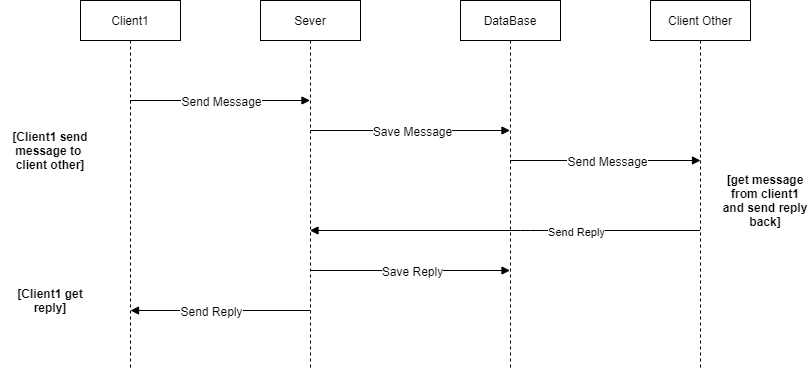 Client1
Sever
DataBase
Client Other
Send Message
[Client1 send
message to
client other]
Save Message
Send Message
[get message
from client1
and send reply
back]
Send Reply
Save Reply
[Client1 get
reply]
Send Reply